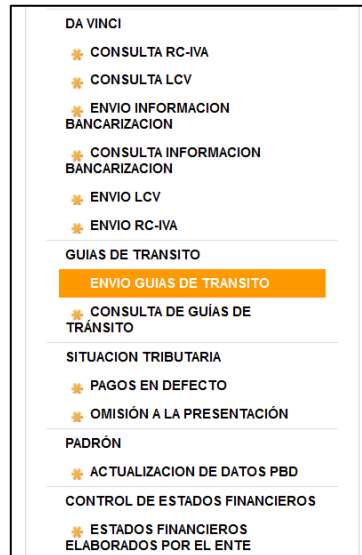 DA VINCI
CONSULTA RC-IVA
CONSULTA LCV
ENVIO INFORMACION
BANCARIZACION
CONSULTA INFORMACION
BANCARIZACION
ENVIO LCV
ENVIO RC-IVA
GUIAS DE TRANSITO
ENVIO GUIAS DE TRANSITO
CONSULTA DE GUÍAS DE
TRÁNSITO
SITUACION TRIBUTARIA
PAGOS EN DEFECTO
OMISIÓN A LA PRESENTACIÓN
PADRÓN
ACTUALIZACION DE DATOS PBD
CONTROL DE ESTADOS FINANCIEROS
ESTADOS FINANCIEROS
ELABORADOS POR EL ENTE